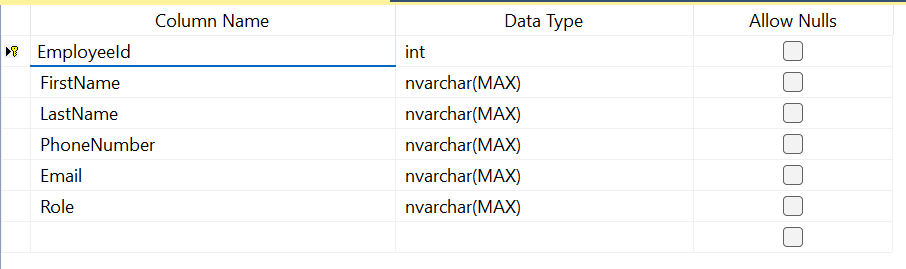 Column Name Data Type Allow Nulls
EmployeeId int
FirstName nvarchar(MAX)
LastName nvarchar(MAX)
PhoneNumber nvarchar(MAX)
Email nvarchar(MAX)
Role nvarchar(MAX)